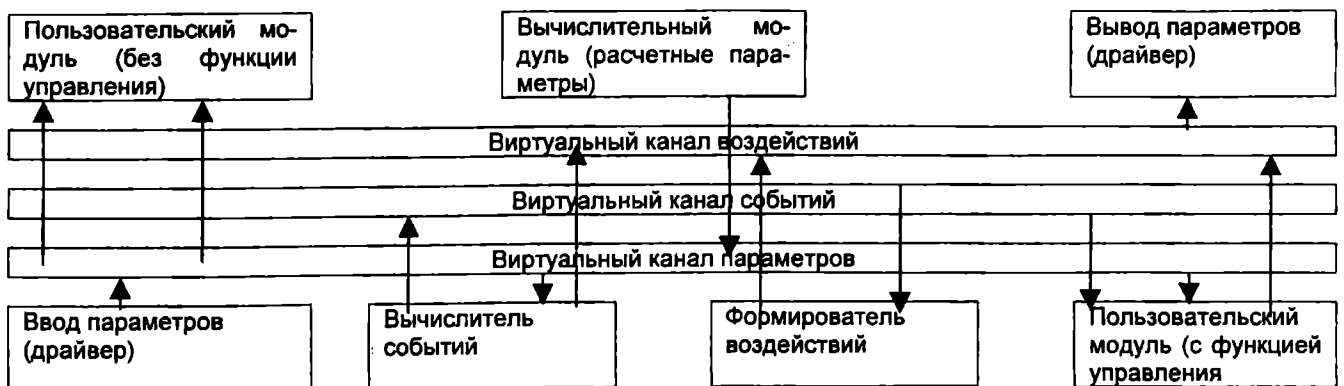 Пользовательский мо-
дуль (без функции
управления)
Вычислительный мо-
дуль (расчетные пара-
метры)
Вывод параметров
(драйвер)
Виртуальный канал воздействий
Виртуальный канал событий
Виртуальный канал параметров
Ввод параметров
(драйвер)
Вычислитель
событий
Формирователь
воздействий
Пользовательский
модуль (с функцией
управления